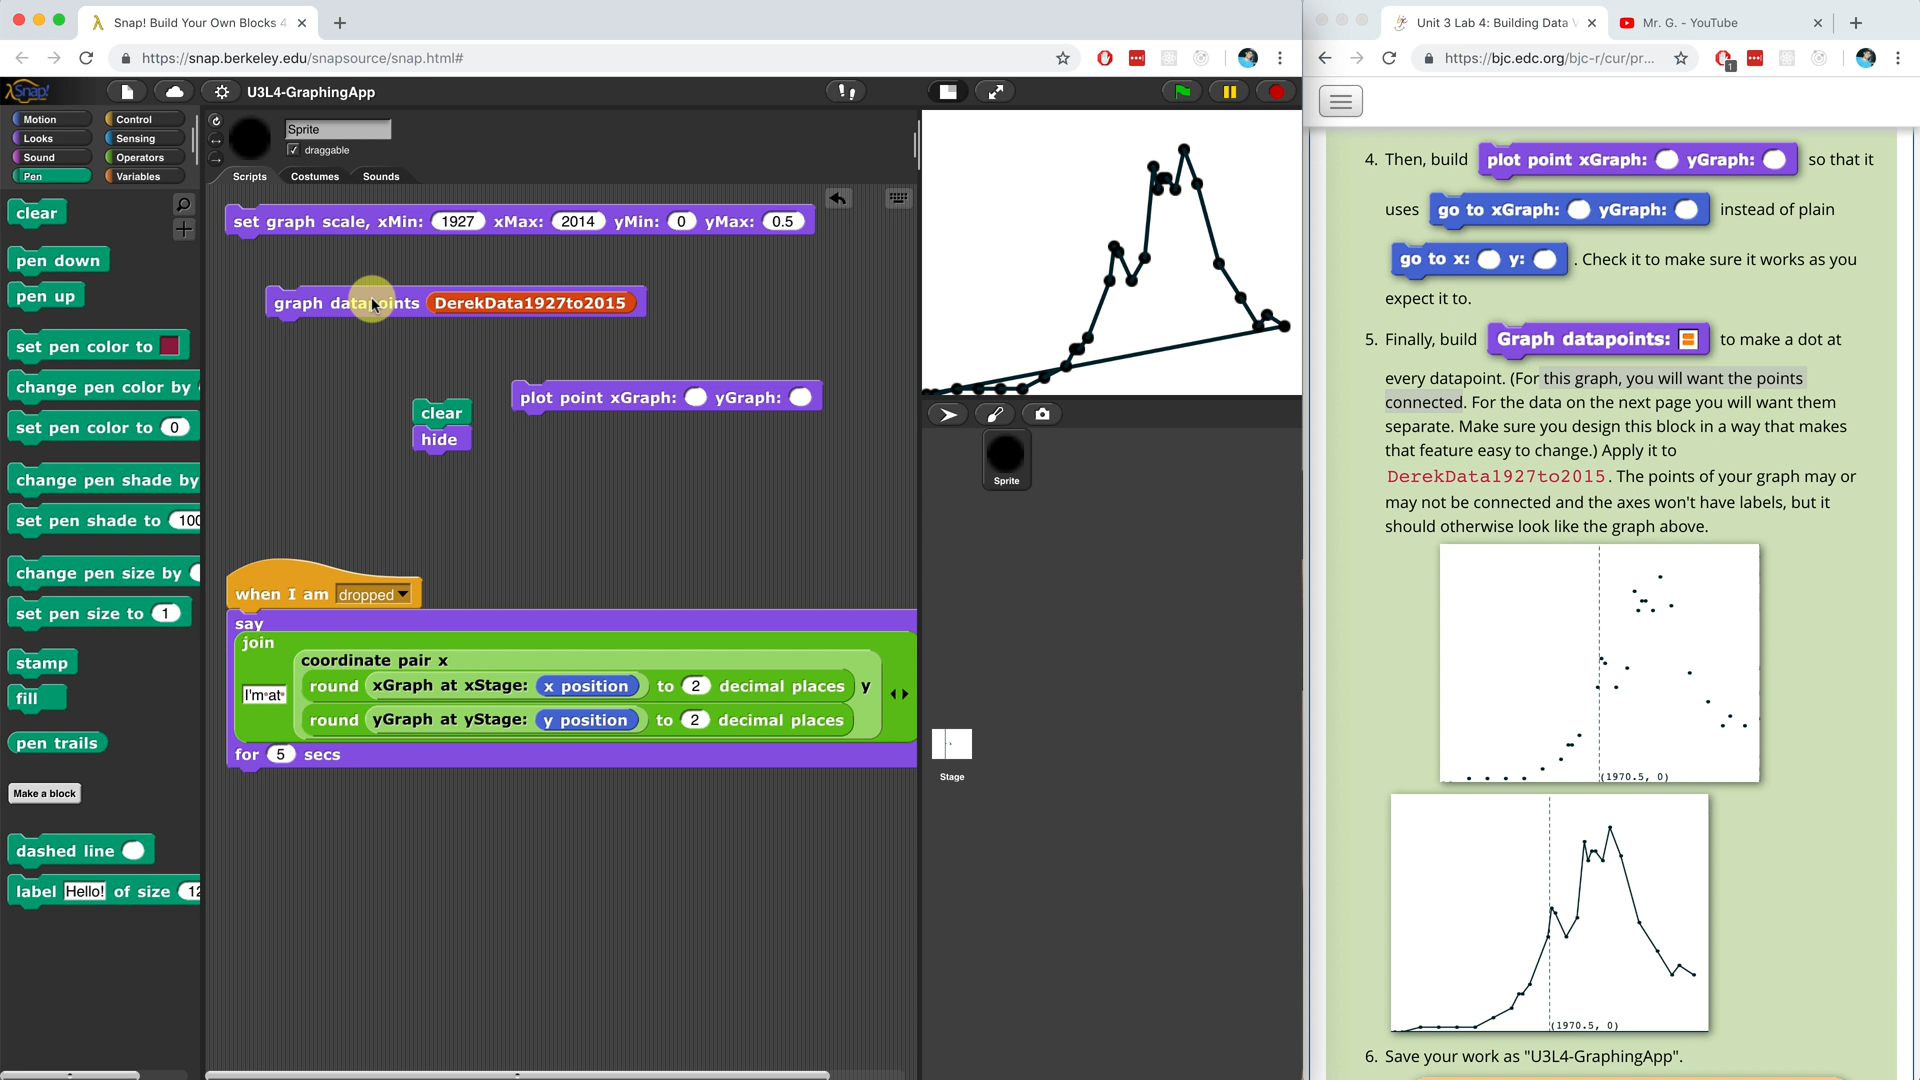 Snap! Build Your Own Blocks 4
https://snap.berkeley.edu/snapsource/snap.html#
Snap!
U3L4-GraphingApp
Motion
Control
Looks
Sensing
Sound
Operators
Pen
Variables
Sprite
draggable
Scripts
Costumes
Sounds
clear
pen down
pen up
set pen color to
change pen color by
set pen color to 0
change pen shade by
set pen shade to 100
change pen size by
set pen size to 1
stamp
fill
pen trails
Make a block
dashed line
label Hello! of size 12
set graph scale, xMin: 1927 xMax: 2014 yMin: 0 yMax: 0.5
graph datapoints DerekData1927to2015
plot point xGraph: yGraph:
clear
hide
when I am dropped
say
join
coordinate pair x
I'm at
round xGraph at xStage: x position to 2 decimal places y
round yGraph at yStage: y position to 2 decimal places
for 5 secs
Sprite
Stage
Unit 3 Lab 4: Building Data V
Mr. G. - YouTube
https://bjc.edc.org/bjc-r/cur/pr...
1
4. Then, build plot point xGraph: yGraph: so that it
uses go to xGraph: yGraph: instead of plain
go to x: y: . Check it to make sure it works as you
expect it to.
5. Finally, build Graph datapoints: to make a dot at
every datapoint. (For this graph, you will want the points
connected. For the data on the next page you will want them
separate. Make sure you design this block in a way that makes
that feature easy to change.) Apply it to
DerekData1927to2015. The points of your graph may or
may not be connected and the axes won't have labels, but it
should otherwise look like the graph above.
(1970.5, 0)
(1970.5, 0)
6. Save your work as "U3L4-GraphingApp".